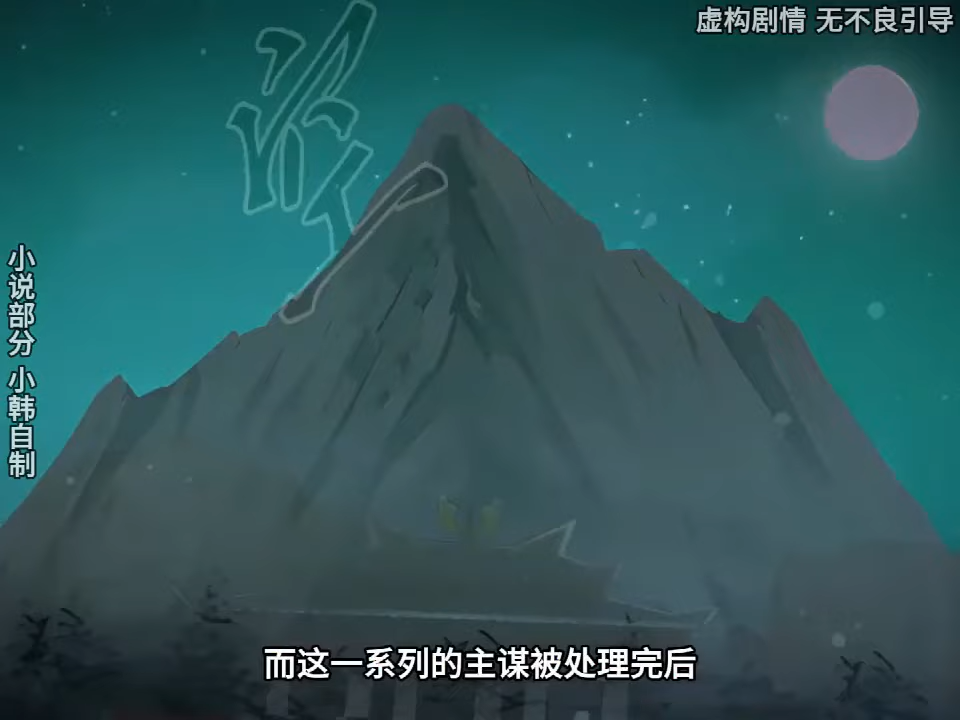 虚构剧情 无不良引导
小说部分 小韩自制
而这一系列的主谋被处理完后